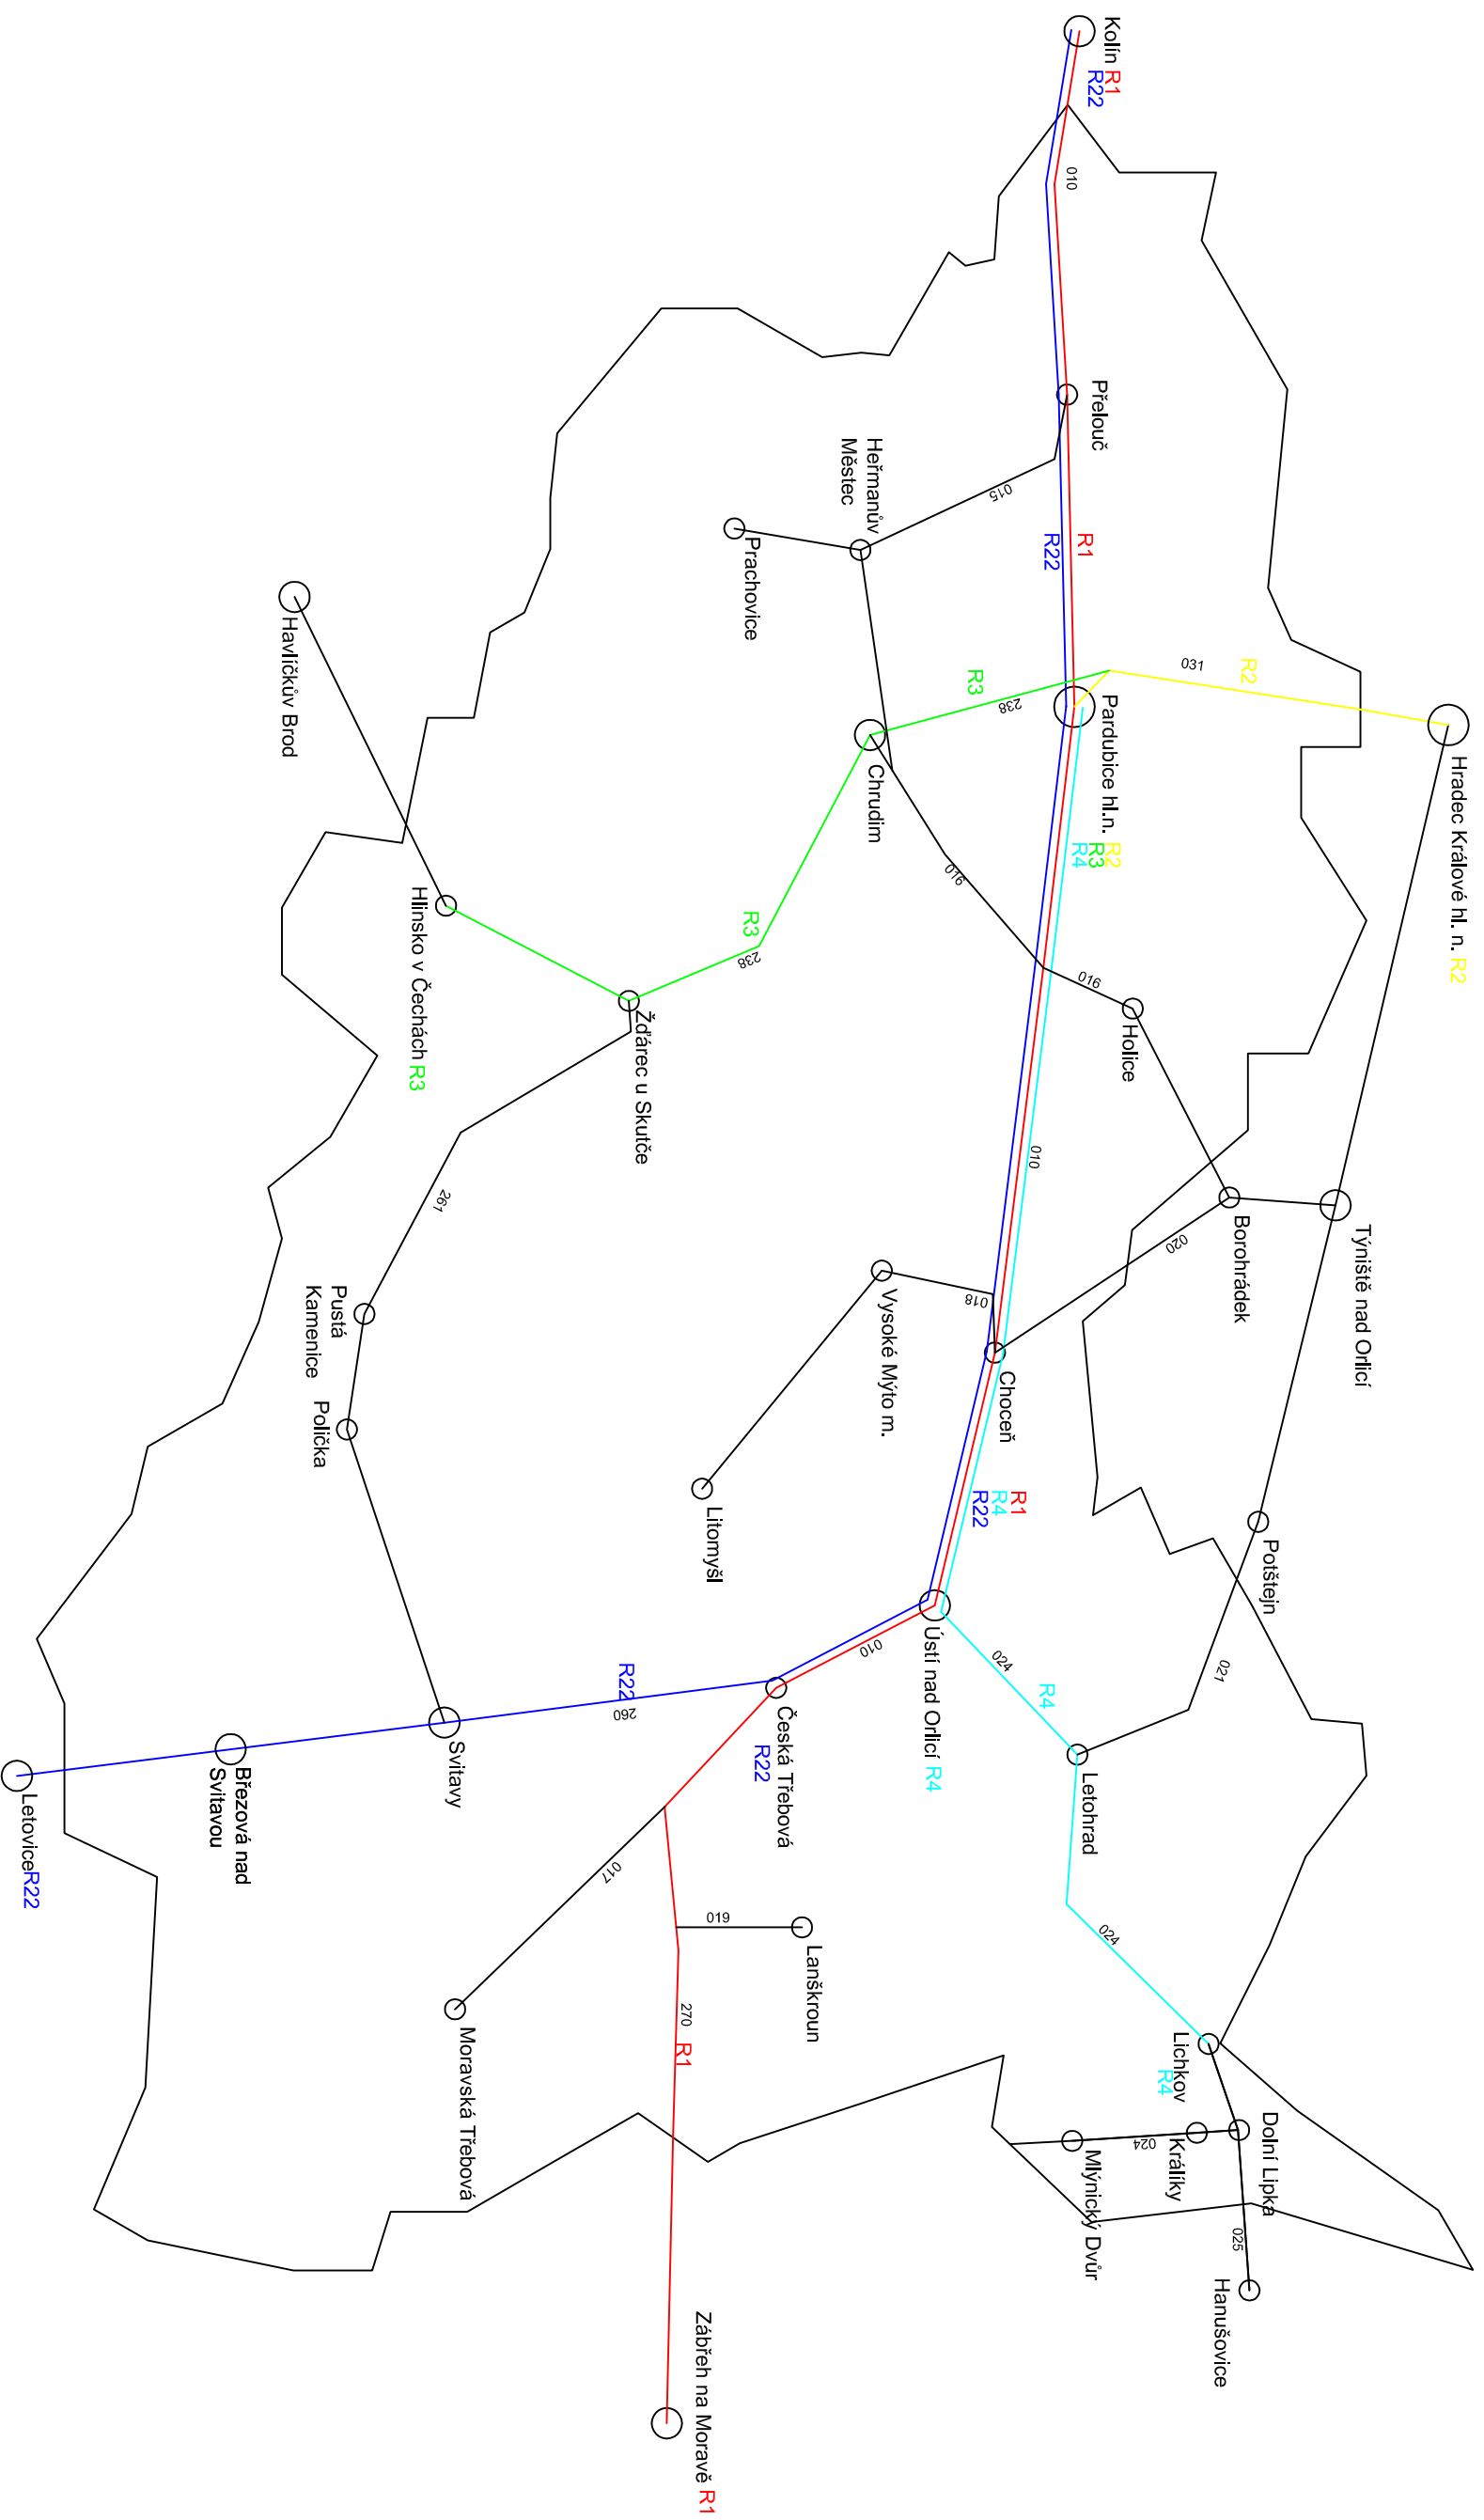 Kolín R1
R22
010
Přelouč
015
Heřmanův
Městec
Prachovice
R1
R22
Havlíčkův Brod
R2
031
R3
238
Pardubice hl.n. R2
R3
R4
Hradec Králové hl. n. R2
Chrudim
016
016
Holice
R3
238
Hlinsko v Čechách R3
Žďárec u Skutče
010
261
020
Borohrádek
Týniště nad Orlicí
018
Vysoké Mýto m.
Choceň
Pustá
Kamenice
Polička
Litomyšl
R1
R4
R22
Potštejn
Ústí nad Orlicí R4
010
024
R4
021
R22
260
Česká Třebová
R22
Svitavy
Březová nad
Svitavou
Letovice R22
Letohrad
017
019
Lanškroun
024
270
R1
Moravská Třebová
Lichkov
R4
Dolní Lipka
024
Králíky
Mlýnický Dvůr
025
Hanušovice
Zábřeh na Moravě R1